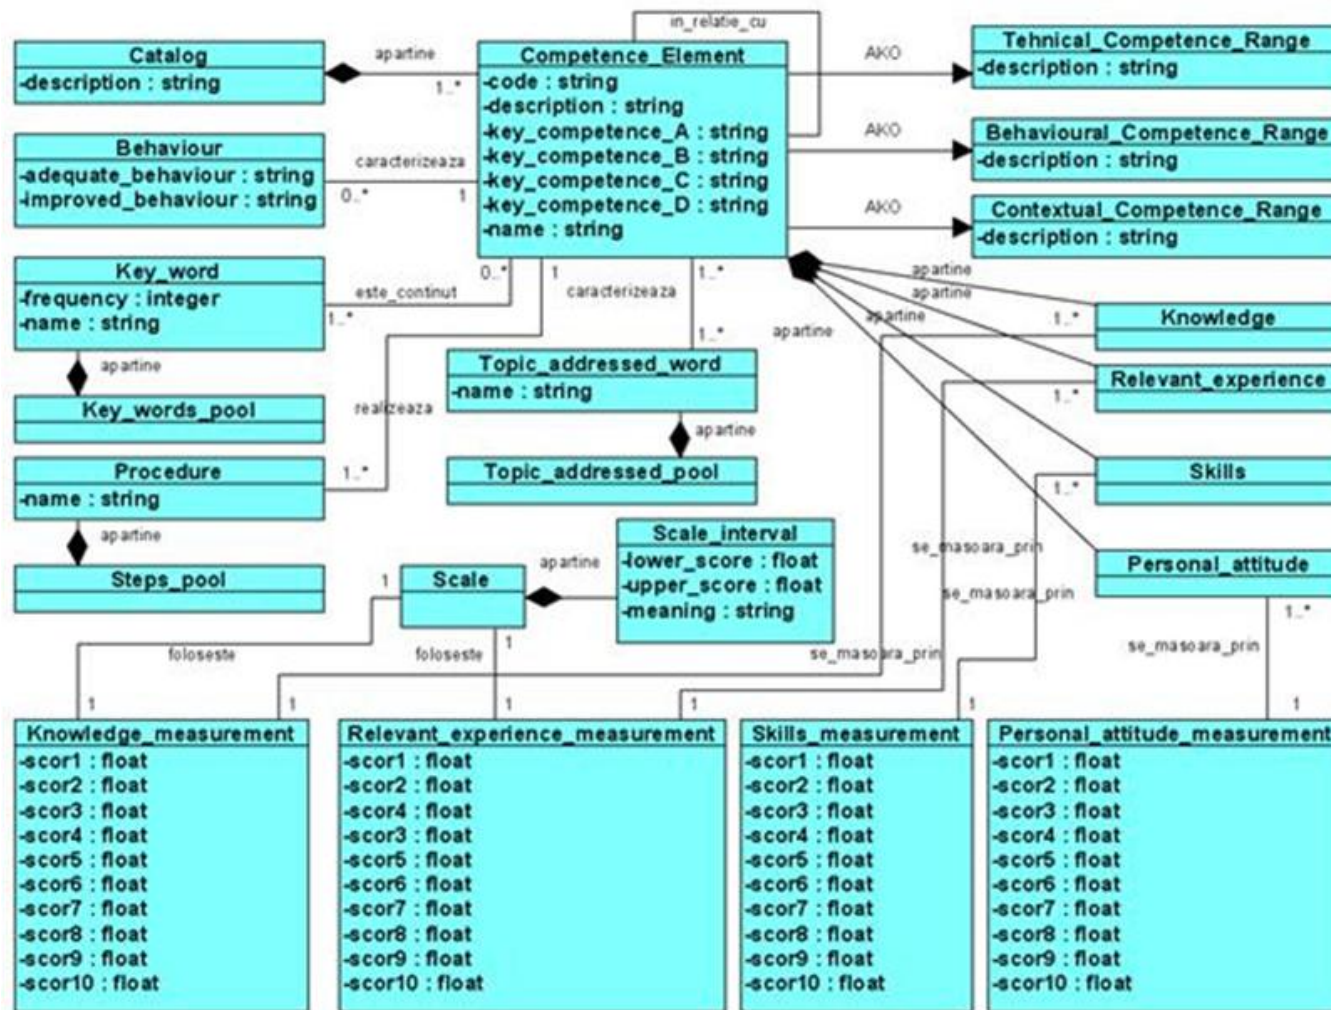 in_relatie_cu
Catalog
-description : string
apartine
1..*
Competence_Element
-code : string
-description : string
-key_competence_A : string
-key_competence_B : string
-key_competence_C : string
-key_competence_D : string
-name : string
AKO
Tehnical_Competence_Range
-description : string
AKO
Behavioural_Competence_Range
-description : string
AKO
Contextual_Competence_Range
-description : string
Behaviour
-adequate_behaviour : string
-improved_behaviour : string
caracterizeaza
0..*
1
Key_word
-frequency : integer
-name : string
este_continut
0..*
1..*
1
caracterizeaza
1..*
1..*
apartine
apartine
apartine
apartine
1..*
Knowledge
Relevant_experience
1..*
Skills
1..*
Personal_attitude
1..*
apartine
Key_words_pool
realizeaza
Topic_addressed_word
-name : string
apartine
Topic_addressed_pool
Procedure
-name : string
1..*
apartine
Steps_pool
1
Scale
apartine
Scale_interval
-lower_score : float
-upper_score : float
-meaning : string
se_masoara_prin
se_masoara_prin
se_masoara_prin
se_masoara_prin
foloseste
foloseste
1
1
1
1
1
1
1
Knowledge_measurement
-scor1 : float
-scor2 : float
-scor3 : float
-scor4 : float
-scor5 : float
-scor6 : float
-scor7 : float
-scor8 : float
-scor9 : float
-scor10 : float
Relevant_experience_measurement
-scor1 : float
-scor2 : float
-scor4 : float
-scor3 : float
-scor5 : float
-scor6 : float
-scor7 : float
-scor8 : float
-scor9 : float
-scor10 : float
Skills_measurement
-scor1 : float
-scor2 : float
-scor3 : float
-scor4 : float
-scor5 : float
-scor6 : float
-scor7 : float
-scor8 : float
-scor9 : float
-scor10 : float
Personal_attitude_measurement
-scor1 : float
-scor2 : float
-scor3 : float
-scor4 : float
-scor5 : float
-scor6 : float
-scor7 : float
-scor8 : float
-scor9 : float
-scor10 : float